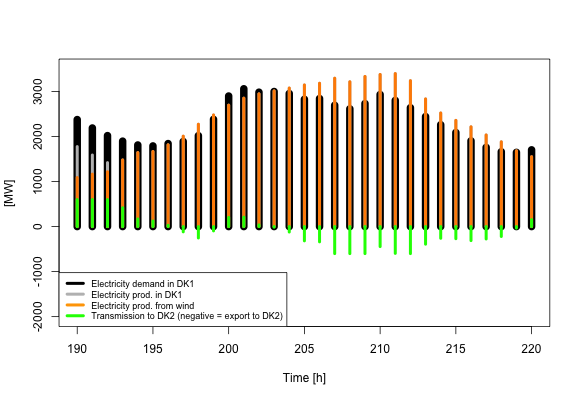 [MW]
3000
2000
1000
0
-1000
-2000
Electricity demand in DK1
Electricity prod. in DK1
Electricity prod. from wind
Transmission to DK2 (negative = export to DK2)
190 195 200 205 210 215 220
Time [h]